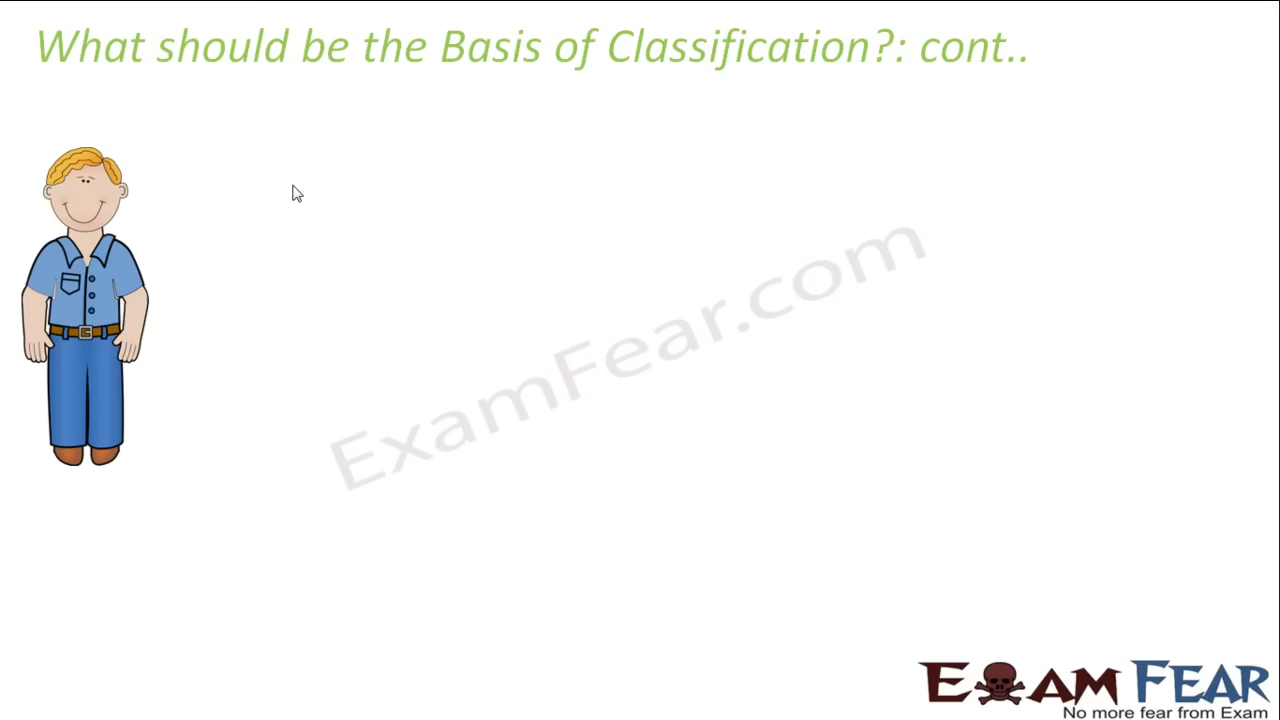 What should be the Basis of Classification?: cont..
ExamFear.com
EXAM FEAR
No more fear from Exam